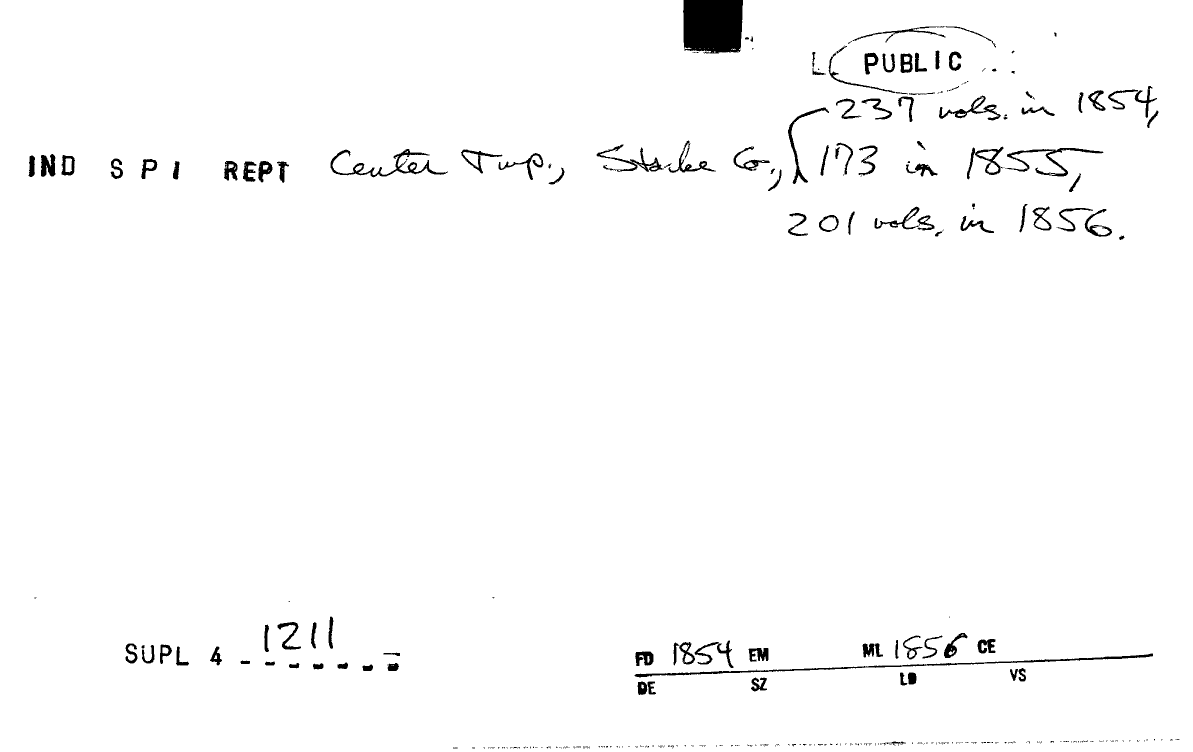 L PUBLIC
237 vols. in 1854,
IND S P I REPT Center Twp., Starke Co., 173 in 1855,
201 vols. in 1856.
SUPL 4 1211
FD 1854 EM ML 1856 CE
DE SZ LD VS